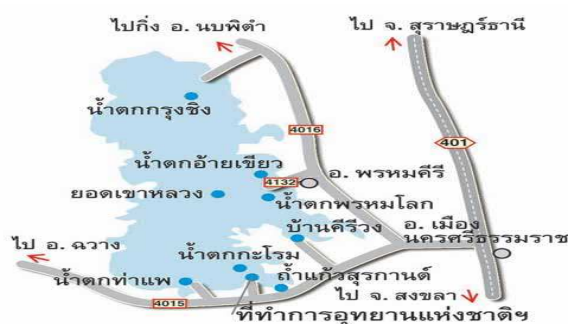 ไปกิ่ง อ. นบพิตำ
ไป จ. สุราษฎร์ธานี
น้ำตกกรุงชิง
4016
401
น้ำตกอ้ายเขียว
4132
อ. พรหมคีรี
ยอดเขาหลวง
น้ำตกพรหมโลก
บ้านคีรีวง
อ. เมือง
นครศรีธรรมราช
ไป อ. ฉวาง
น้ำตกกะโรม
น้ำตกท่าแพ
ถ้ำแก้วสุรกานต์
4015
ไป จ. สงขลา
ที่ทำการอุทยานแห่งชาติฯ